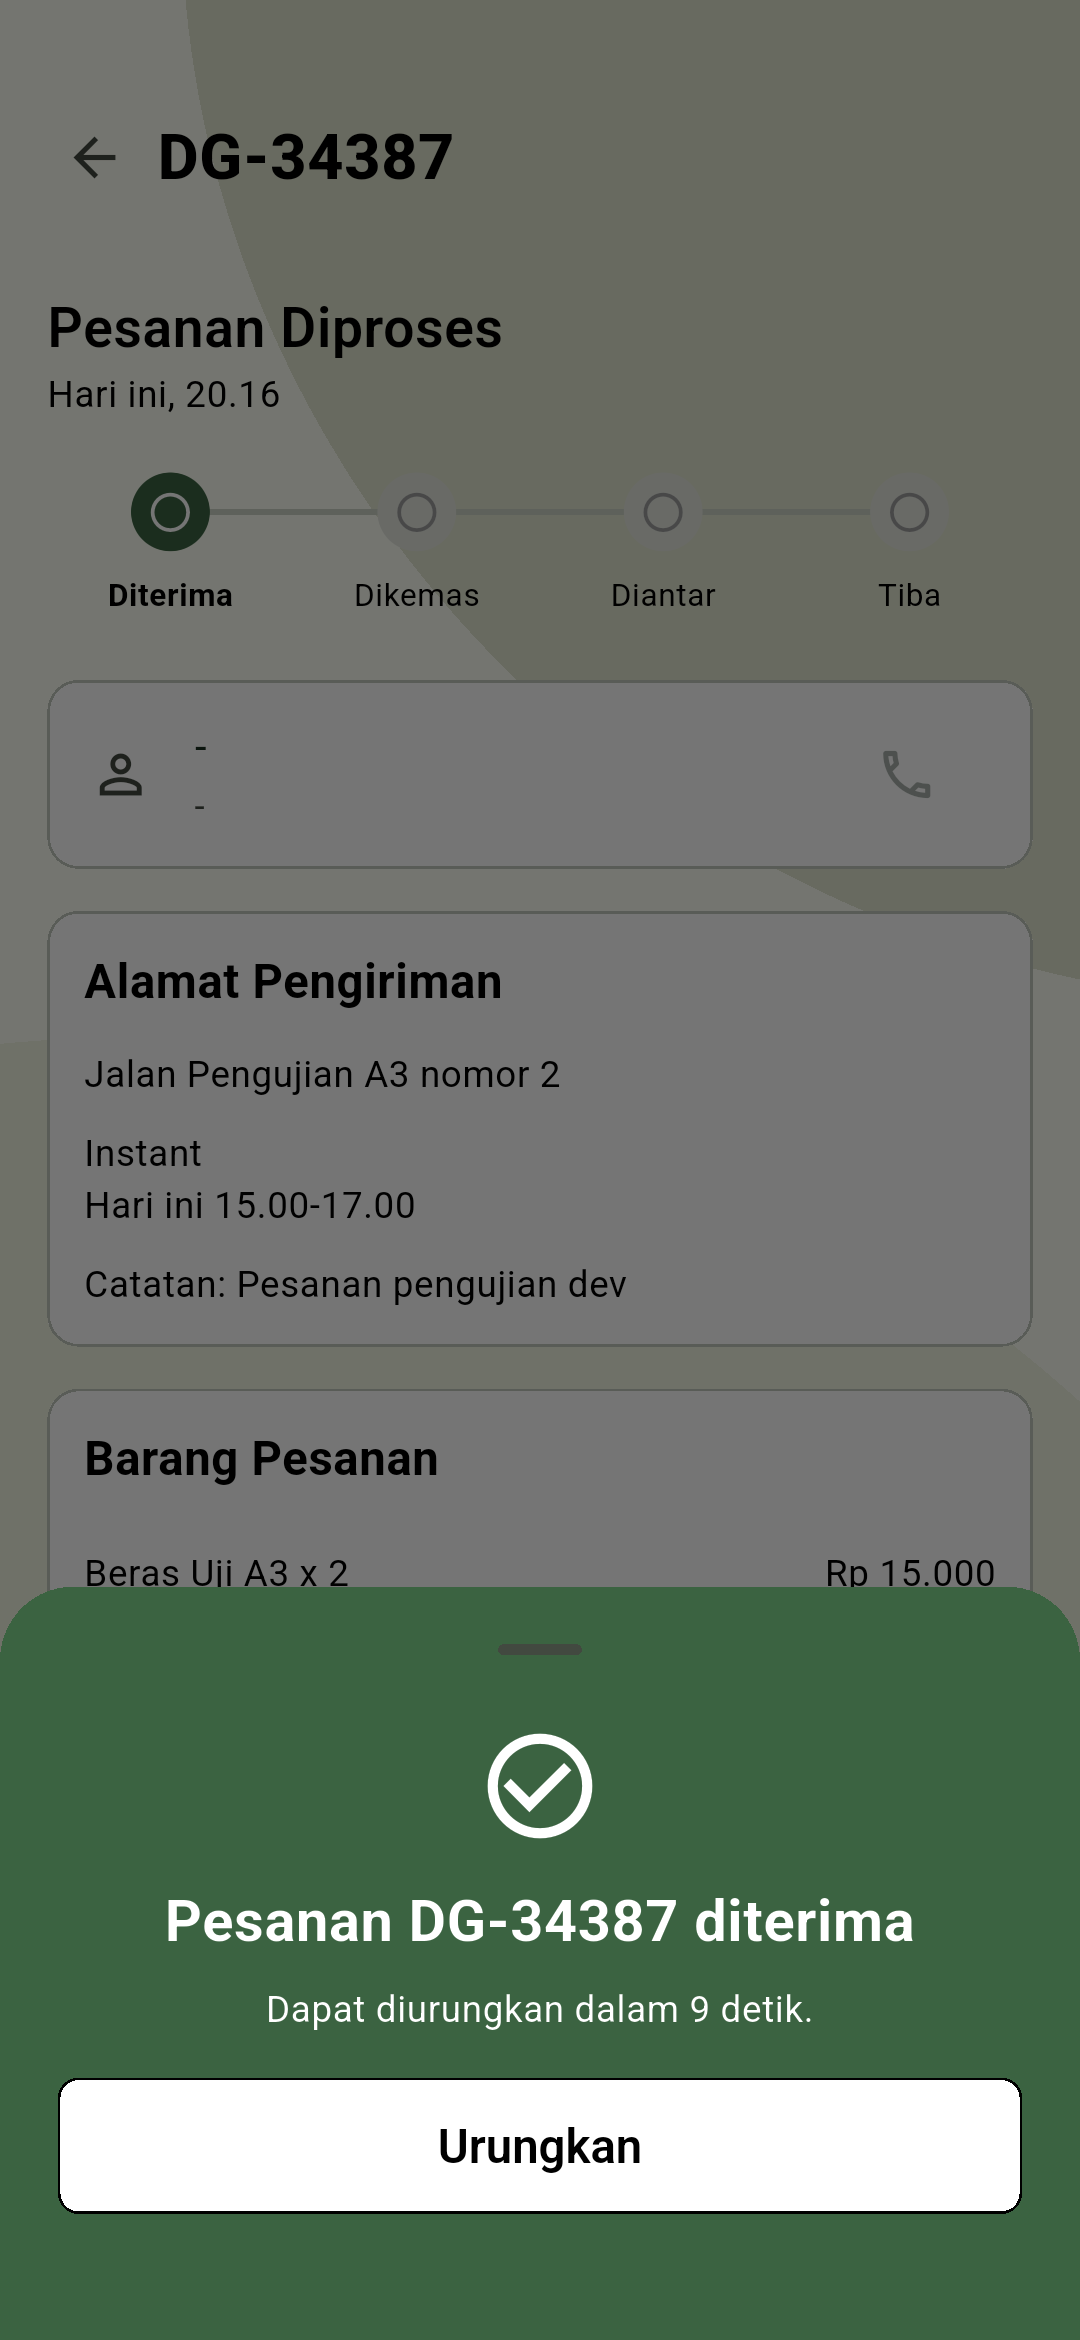 DG-34387
Pesanan Diproses
Hari ini, 20.16
Diterima Dikemas Diantar Tiba
-
-
Alamat Pengiriman
Jalan Pengujian A3 nomor 2
Instant
Hari ini 15.00-17.00
Catatan: Pesanan pengujian dev
Barang Pesanan
Beras Uji A3 x 2 Rp 15.000
Pesanan DG-34387 diterima
Dapat diurungkan dalam 9 detik.
Urungkan